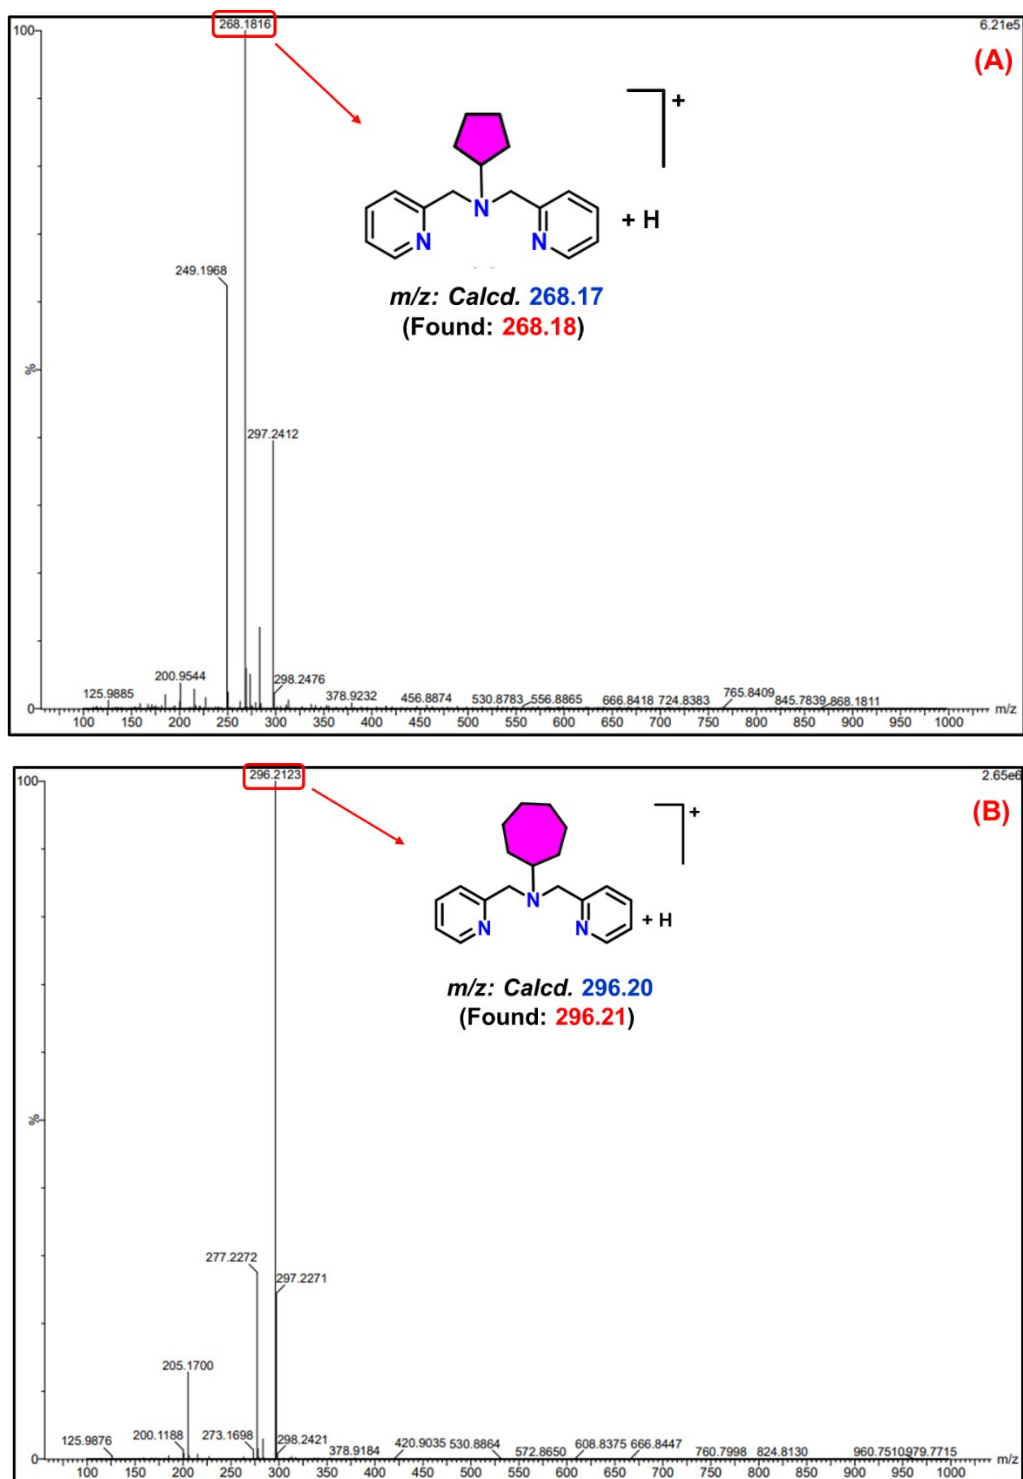 268.1816
6.21e5
100
(A)
+
N
N
N
+ H
249.1968
m/z: Calcd. 268.17
(Found: 268.18)
%
297.2412
200.9544
298.2476
125.9885
378.9232
456.8874
530.8783
556.8865
666.8418
724.8383
765.8409
845.7839
868.1811
0
m/z
100 150 200 250 300 350 400 450 500 550 600 650 700 750 800 850 900 950 1000
296.2123
2.65e6
100
(B)
+
N
N
N
+ H
m/z: Calcd. 296.20
(Found: 296.21)
%
277.2272
297.2271
205.1700
125.9876
200.1188
273.1698
298.2421
378.9184
420.9035
530.8864
572.8650
608.8375
666.8447
760.7998
824.8130
960.7510
979.7715
0
m/z
100 150 200 250 300 350 400 450 500 550 600 650 700 750 800 850 900 950 1000